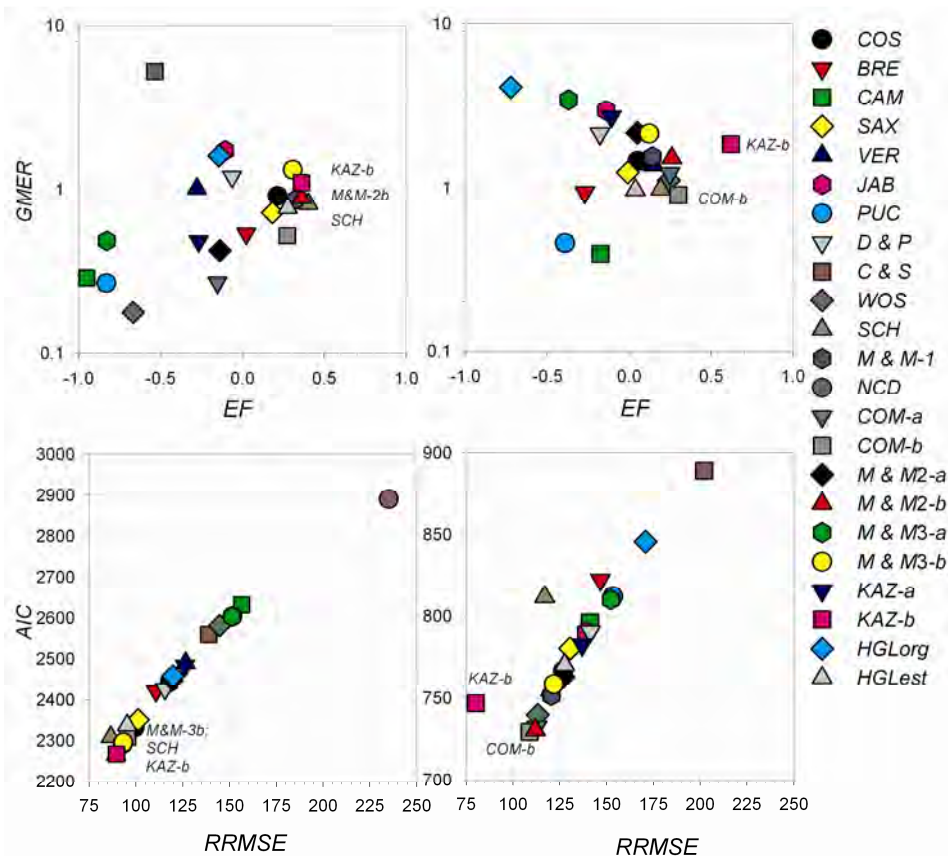 10
1
0.1
GMER
-1.0 -0.5 0.0 0.5 1.0
EF
KAZ-b
M&M-2b
SCH
10
1
0.1
-1.0 -0.5 0.0 0.5 1.0
EF
KAZ-b
COM-b
3000
2900
2800
2700
2600
2500
2400
2300
2200
AIC
75 100 125 150 175 200 225 250
RRMSE
M&M-3b;
SCH
KAZ-b
900
850
800
750
700
75 100 125 150 175 200 225 250
RRMSE
KAZ-b
COM-b
COS
BRE
CAM
SAX
VER
JAB
PUC
D & P
C & S
WOS
SCH
M & M-1
NCD
COM-a
COM-b
M & M2-a
M & M2-b
M & M3-a
M & M3-b
KAZ-a
KAZ-b
HGLorg
HGLest